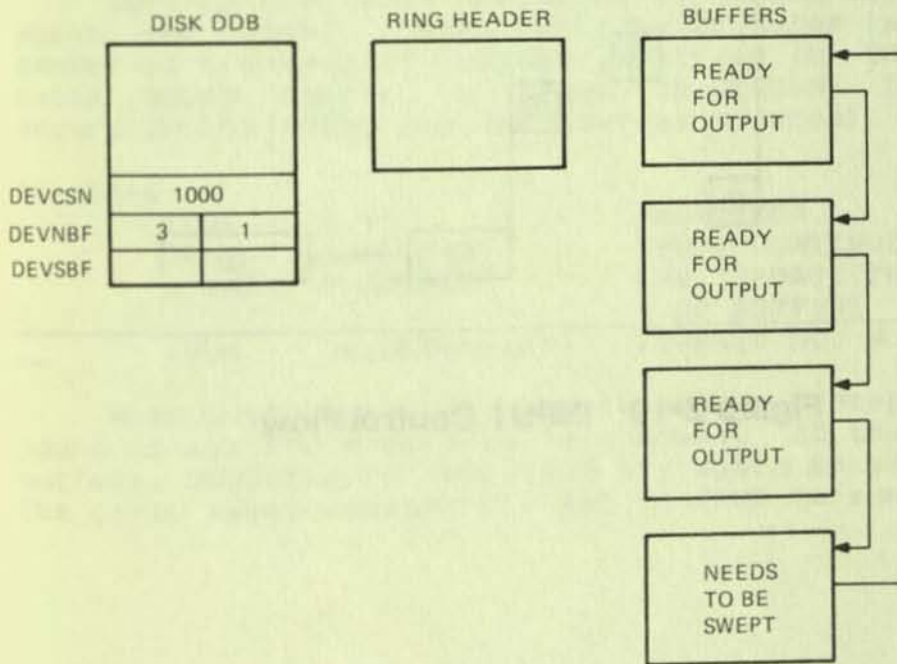 DISK DDB
RING HEADER
BUFFERS
DEVCSN 1000
DEVNBF 3 1
DEVSBF
READY
FOR
OUTPUT
READY
FOR
OUTPUT
READY
FOR
OUTPUT
NEEDS
TO BE
SWEPT